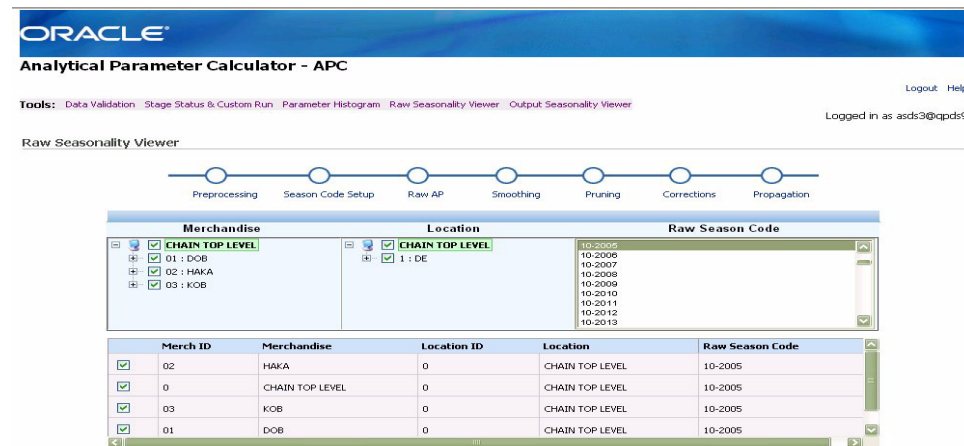 ORACLE®
Analytical Parameter Calculator - APC
Logout Help
Tools: Data Validation Stage Status & Custom Run Parameter Histogram Raw Seasonality Viewer Output Seasonality Viewer
Logged in as asds3@qpds9
Raw Seasonality Viewer
Preprocessing Season Code Setup Raw AP Smoothing Pruning Corrections Propagation
Merchandise Location Raw Season Code
CHAIN TOP LEVEL CHAIN TOP LEVEL 10-2005
01 : DOB 1 : DE 10-2006
10-2007
02 : HAKA 10-2008
03 : KOB 10-2009
10-2010
10-2011
10-2012
10-2013
Merch ID Merchandise Location ID Location Raw Season Code
02 HAKA 0 CHAIN TOP LEVEL 10-2005
0 CHAIN TOP LEVEL 0 CHAIN TOP LEVEL 10-2005
03 KOB 0 CHAIN TOP LEVEL 10-2005
01 DOB 0 CHAIN TOP LEVEL 10-2005